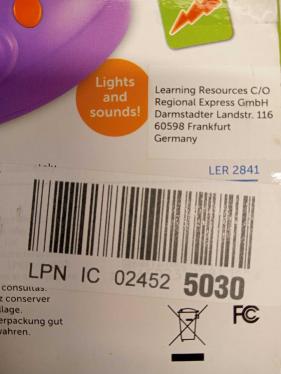 Lights
and
sounds!
Learning Resources C/O
Regional Express GmbH
Darmstadter Landstr. 116
60598 Frankfurt
Germany
LER 2841
LPN IC 02452 5030
consultas.
z conserver
llage.
erpackung gut
wahren.
FC